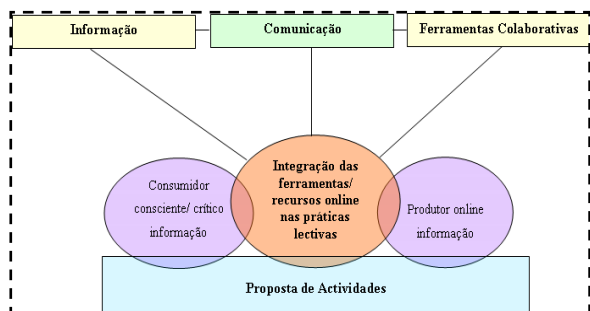 Informação
Comunicação
Ferramentas Colaborativas
Integração das
ferramentas/
recursos online
nas práticas
lectivas
Consumidor
consciente/ crítico
informação
Produtor online
informação
Proposta de Actividades